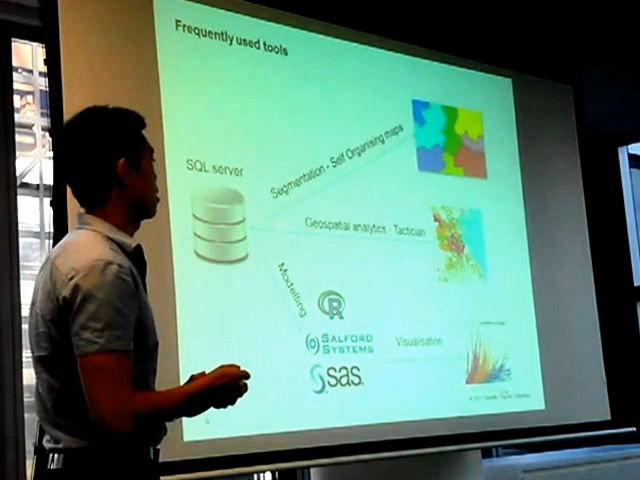 Frequently used tools
SQL server
Segmentation - Self Organising maps
Geospatial analytics - Tactician
Modelling
R
SALFORD
SYSTEMS
Visualisation
sas